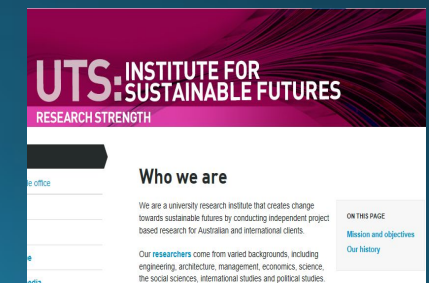 UTS: INSTITUTE FOR
SUSTAINABLE FUTURES
RESEARCH STRENGTH
le office
e
edia
Who we are
We are a university research institute that creates change
towards sustainable futures by conducting independent project
based research for Australian and international clients.
Our researchers come from varied backgrounds, including
engineering, architecture, management, economics, science,
the social sciences, international studies and political studies.
ON THIS PAGE
Mission and objectives
Our history